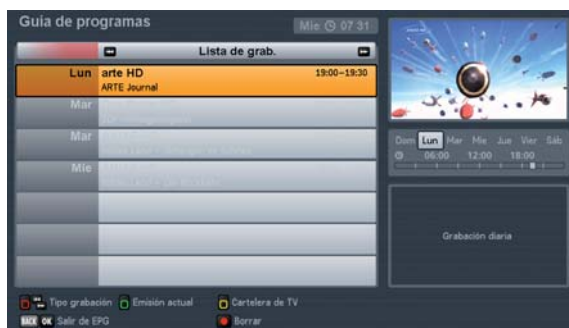 Guia de programas
Mie 07 31
Lista de grab.
Lun arte HD 19:00-19:30
ARTE Journal
Mar
Mar
Mie
Dom Lun Mar Mie Jue Vier Sáb
06:00 12:00 18:00
Grabación diaria
Tipo grabación Emisión actual Cartelera de TV
BACK OK Salir de EPG Borrar